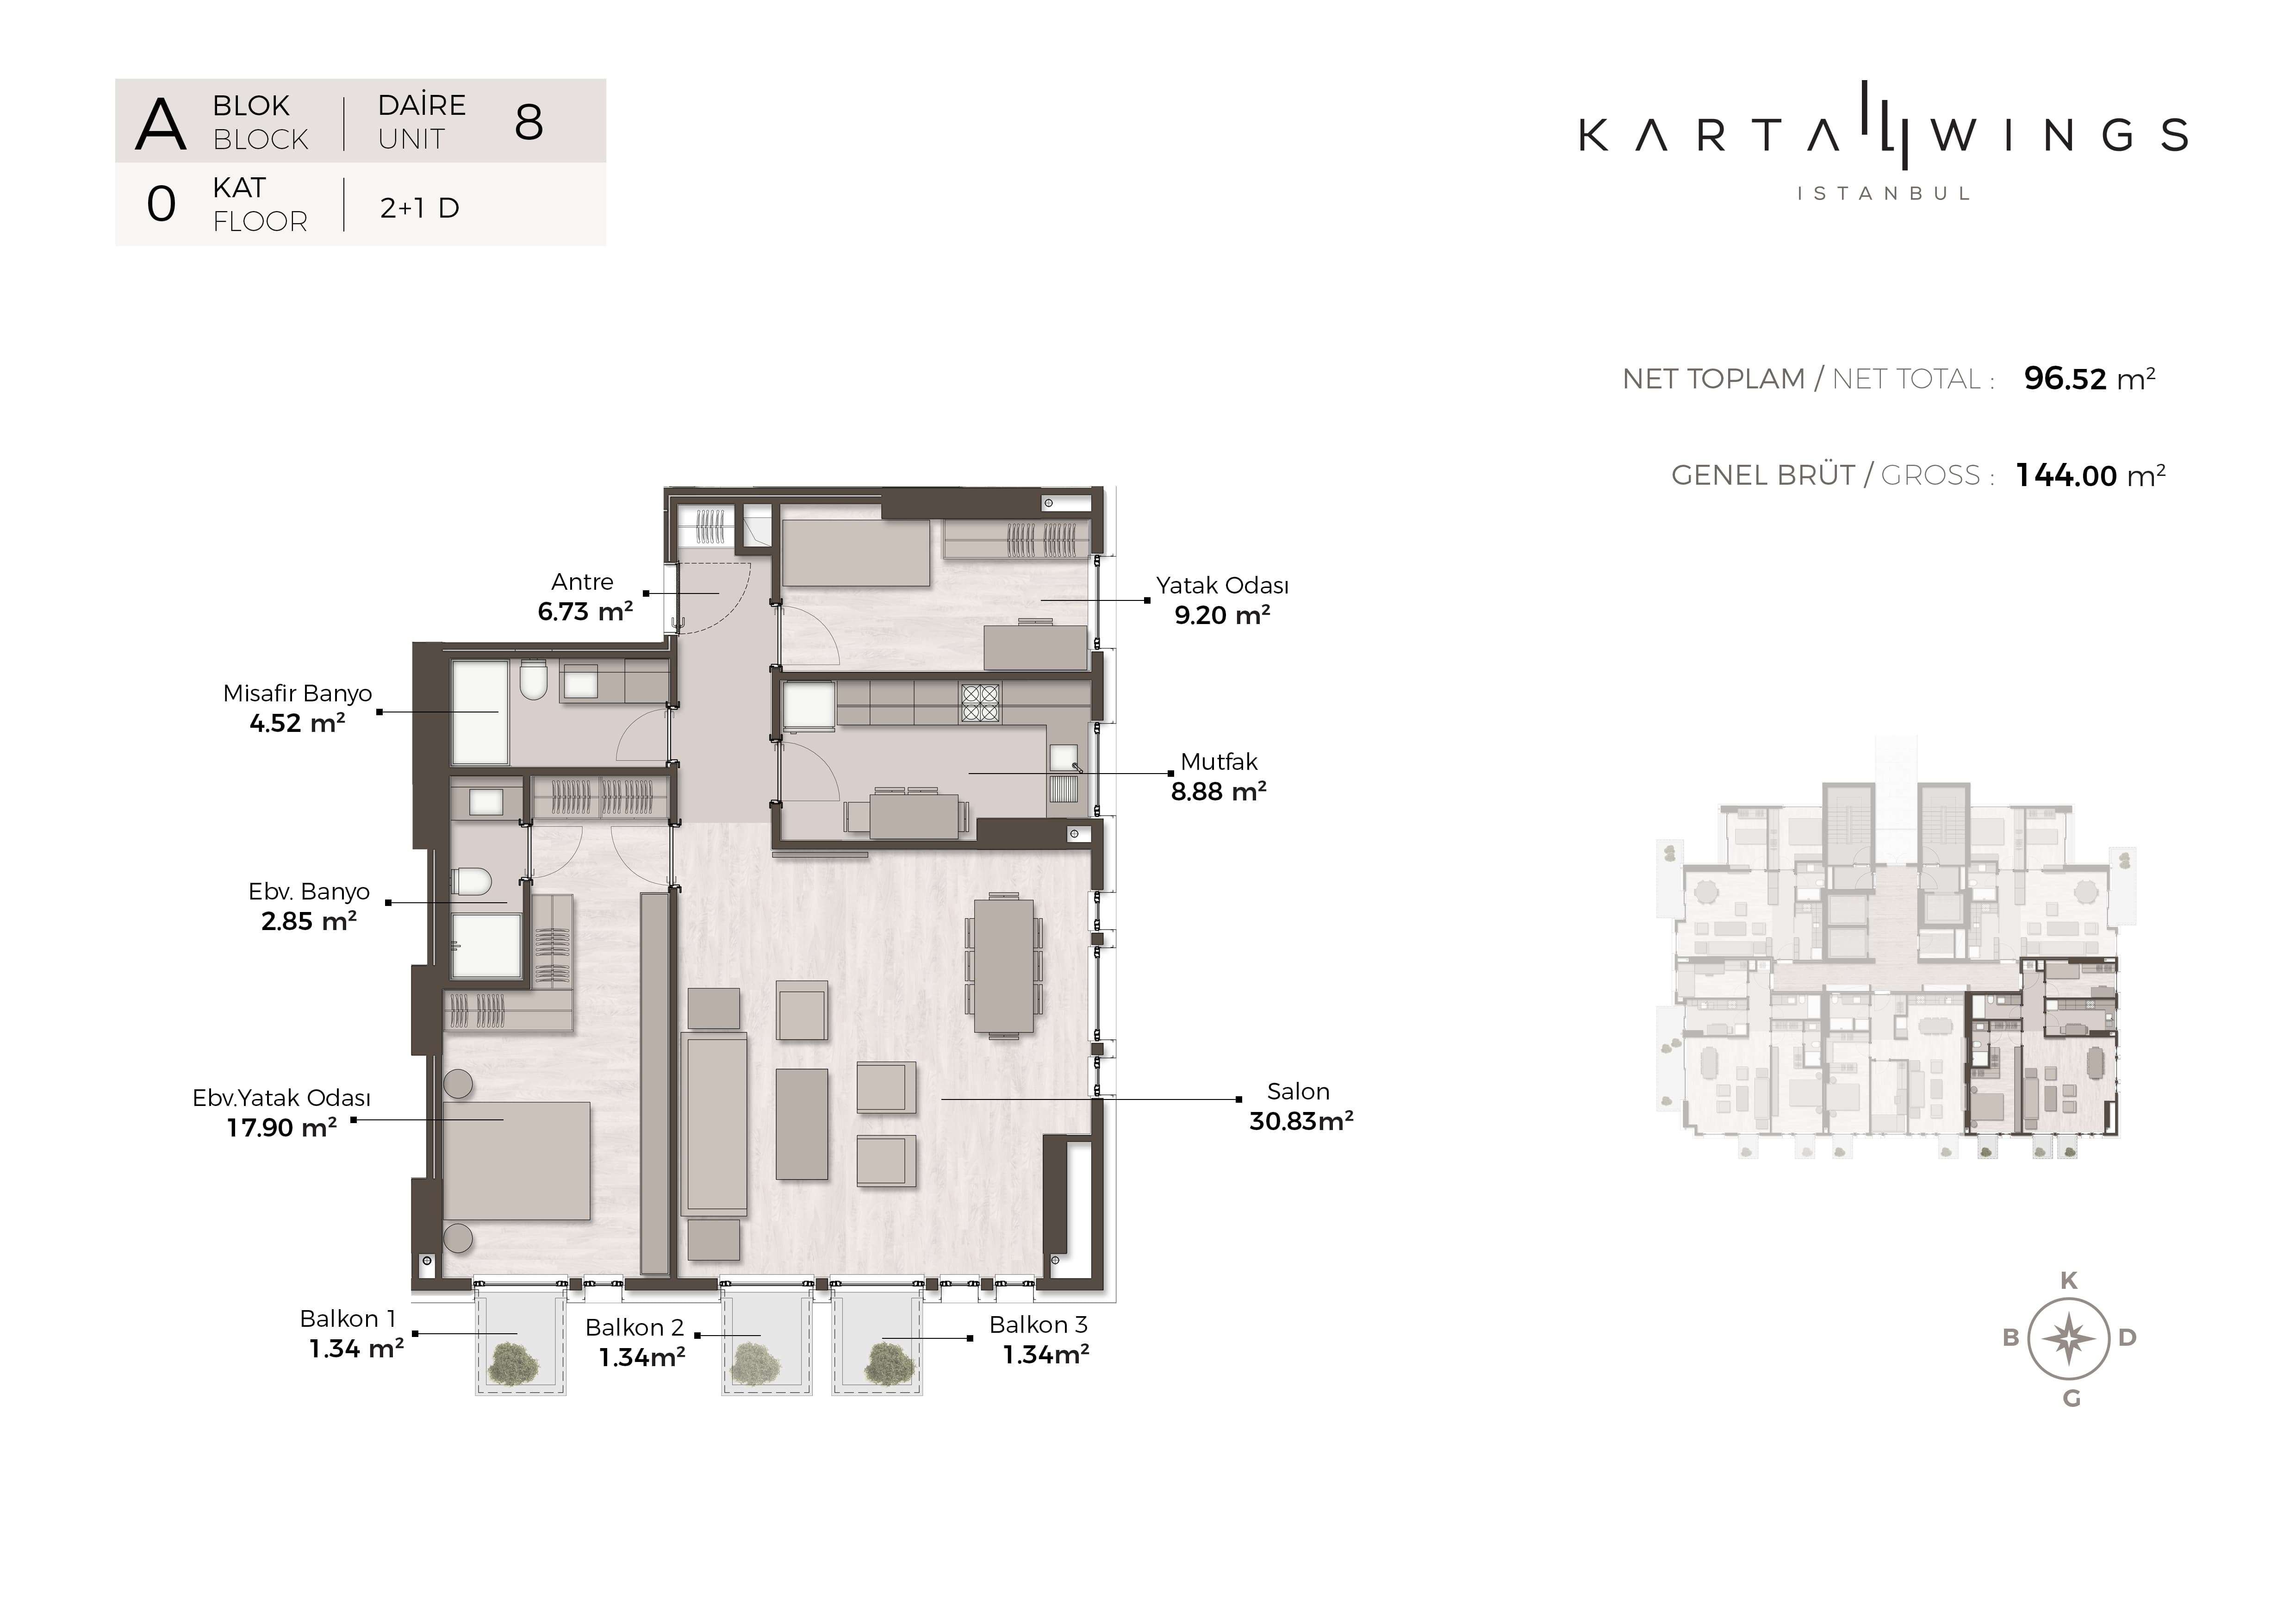 A BLOK BLOCK DAİRE UNIT 8
0 KAT FLOOR 2+1 D
KARTAL WINGS
ISTANBUL
NET TOPLAM / NET TOTAL : 96.52 m²
GENEL BRÜT / GROSS : 144.00 m²
Antre
6.73 m²
Yatak Odası
9.20 m²
Misafir Banyo
4.52 m²
Mutfak
8.88 m²
Ebv. Banyo
2.85 m²
Ebv.Yatak Odası
17.90 m²
Salon
30.83m²
Balkon 1
1.34 m²
Balkon 2
1.34m²
Balkon 3
1.34m²
K
B D
G